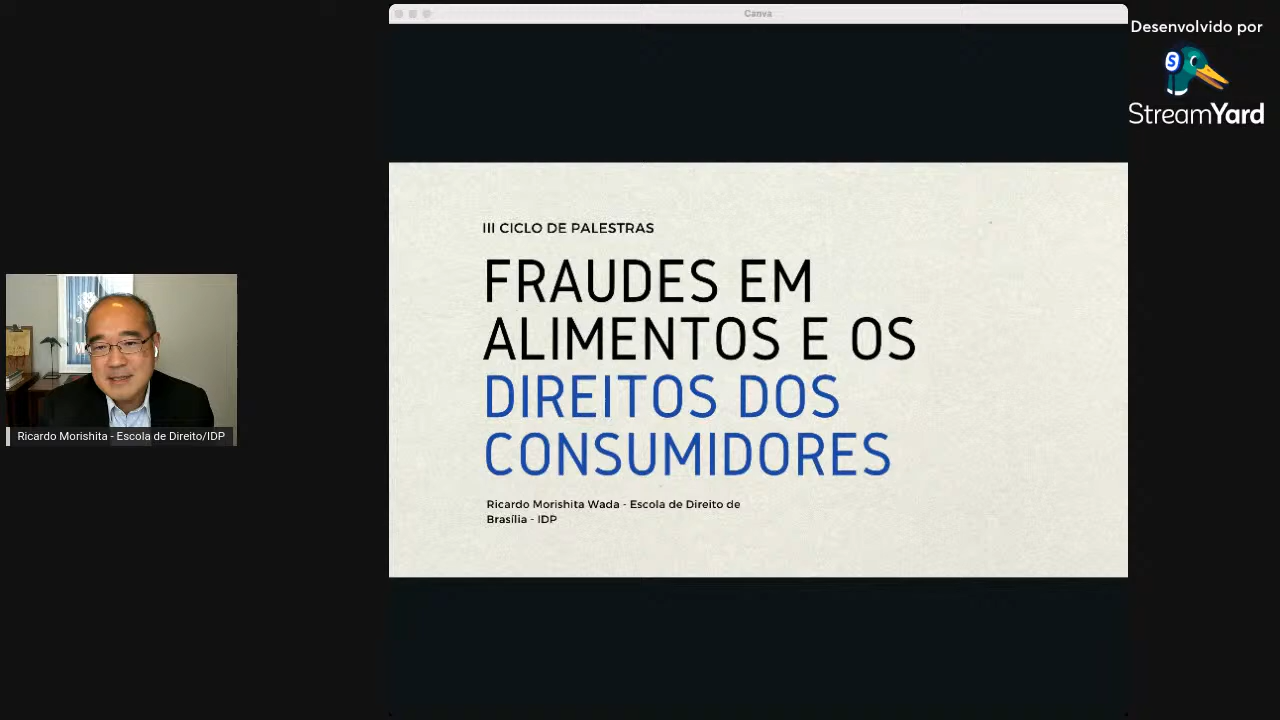 Canva
Desenvolvido por
S
StreamYard
III CICLO DE PALESTRAS
FRAUDES EM
ALIMENTOS E OS
DIREITOS DOS
CONSUMIDORES
Ricardo Morishita Wada - Escola de Direito de
Brasília - IDP
Ricardo Morishita - Escola de Direito/IDP